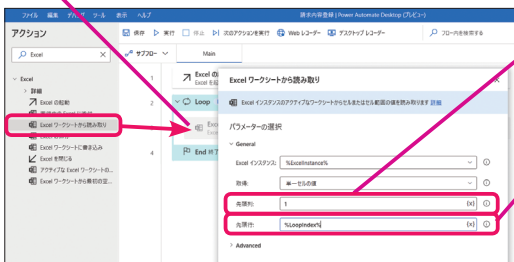 ファイル 編集 デバッグ ツール 表示 ヘルプ
請求内容登録 | Power Automate Desktop (プレビュー)
アクション
保存 実行 停止 次のアクションを実行 Web レコーダー デスクトップ レコーダー
フロー内を検索する
Excel
サブフロー
Main
Excel
詳細
Excel の起動
Excel ワークシートから読み取り
Excel ワークシートに書き込み
Excel を閉じる
アクティブな Excel ワークシートの...
Excel ワークシートから最初の空...
1
2
3
4
Loop
End
Excel ワークシートから読み取り
Excel インスタンスのアクティブなワークシートからセルまたはセル範囲の値を読み取ります 詳細
パラメーターの選択
General
Excel インスタンス: %ExcelInstance%
取得: 単一セルの値
先頭列: 1 {x}
先頭行: %LoopIndex% {x}
Advanced